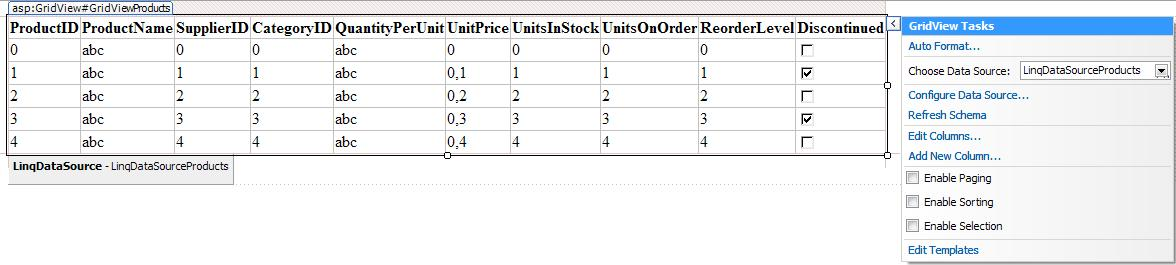 asp:GridView#GridViewProducts
ProductID ProductName SupplierID CategoryID QuantityPerUnit UnitPrice UnitsInStock UnitsOnOrder ReorderLevel Discontinued
0 abc 0 0 abc 0 0 0 0
1 abc 1 1 abc 0,1 1 1 1
2 abc 2 2 abc 0,2 2 2 2
3 abc 3 3 abc 0,3 3 3 3
4 abc 4 4 abc 0,4 4 4 4
LinqDataSource - LinqDataSourceProducts
GridView Tasks
Auto Format...
Choose Data Source: LinqDataSourceProducts
Configure Data Source...
Refresh Schema
Edit Columns...
Add New Column...
Enable Paging
Enable Sorting
Enable Selection
Edit Templates